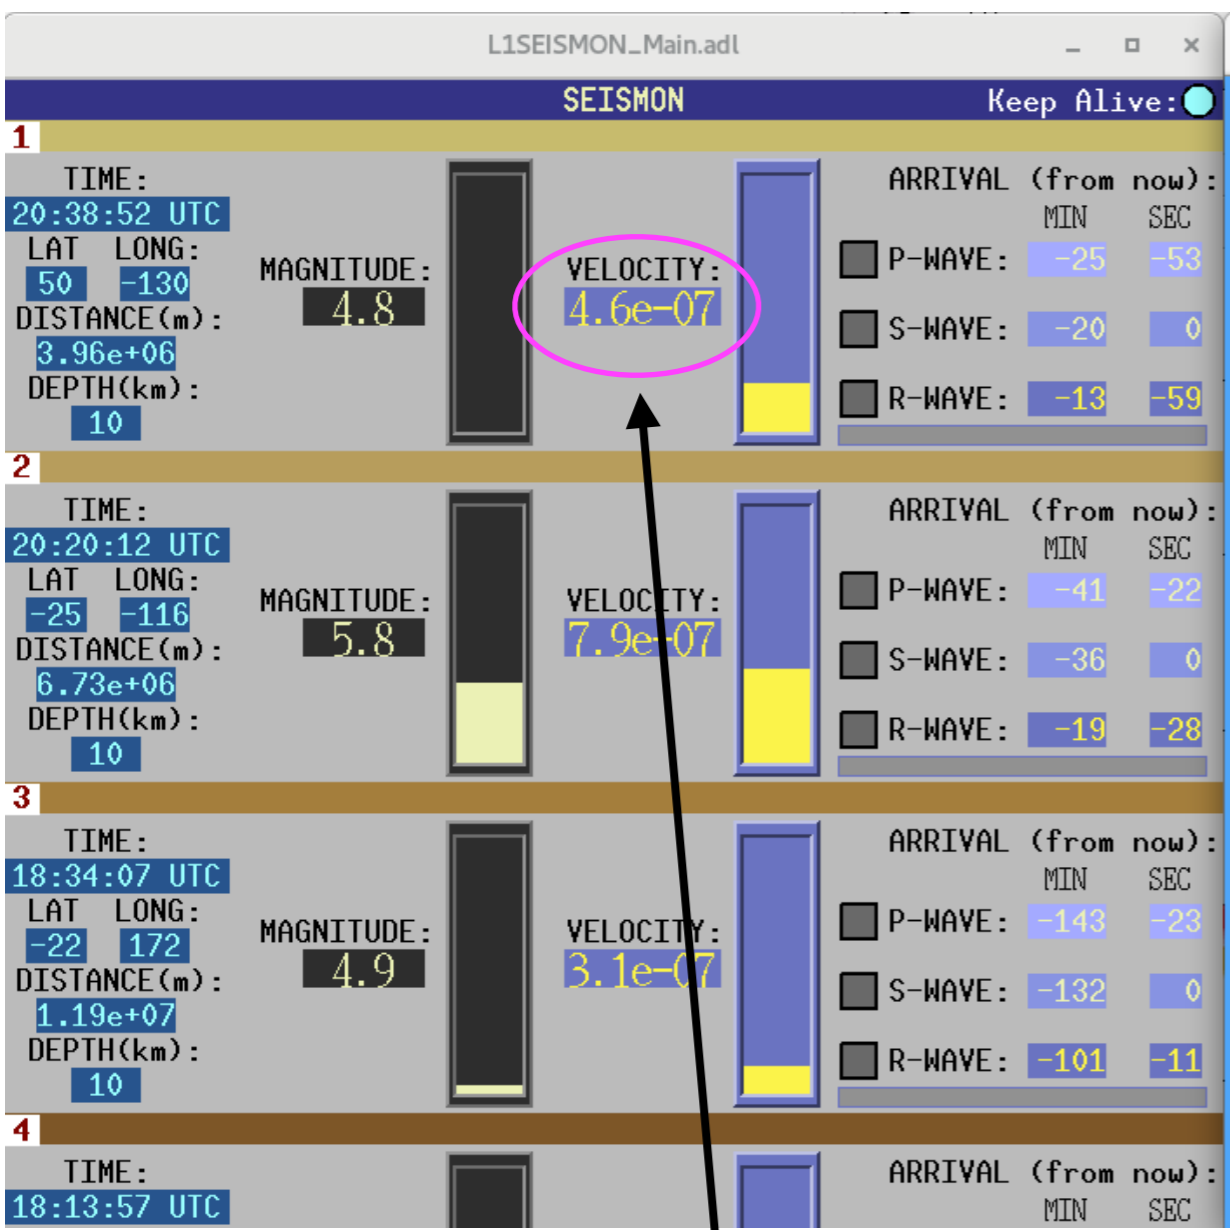 L1SEISMON_Main.adl
SEISMON Keep Alive:
1
TIME:
20:38:52 UTC
LAT LONG:
50 -130
DISTANCE(m):
3.96e+06
DEPTH(km):
10
MAGNITUDE:
4.8
VELOCITY:
4.6e-07
ARRIVAL (from now):
MIN SEC
P-WAVE: -25 -53
S-WAVE: -20 0
R-WAVE: -13 -59
2
TIME:
20:20:12 UTC
LAT LONG:
-25 -116
DISTANCE(m):
6.73e+06
DEPTH(km):
10
MAGNITUDE:
5.8
VELOCITY:
7.9e-07
ARRIVAL (from now):
MIN SEC
P-WAVE: -41 -22
S-WAVE: -36 0
R-WAVE: -19 -28
3
TIME:
18:34:07 UTC
LAT LONG:
-22 172
DISTANCE(m):
1.19e+07
DEPTH(km):
10
MAGNITUDE:
4.9
VELOCITY:
3.1e-07
ARRIVAL (from now):
MIN SEC
P-WAVE: -143 -23
S-WAVE: -132 0
R-WAVE: -101 -11
4
TIME:
18:13:57 UTC
ARRIVAL (from now):
MIN SEC